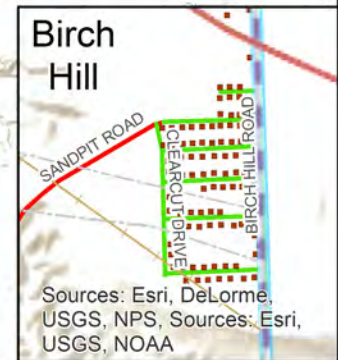 Birch
Hill
SANDPIT ROAD
CLEARCUT DRIVE
BIRCH HILL ROAD
Sources: Esri, DeLorme,
USGS, NPS, Sources: Esri,
USGS, NOAA